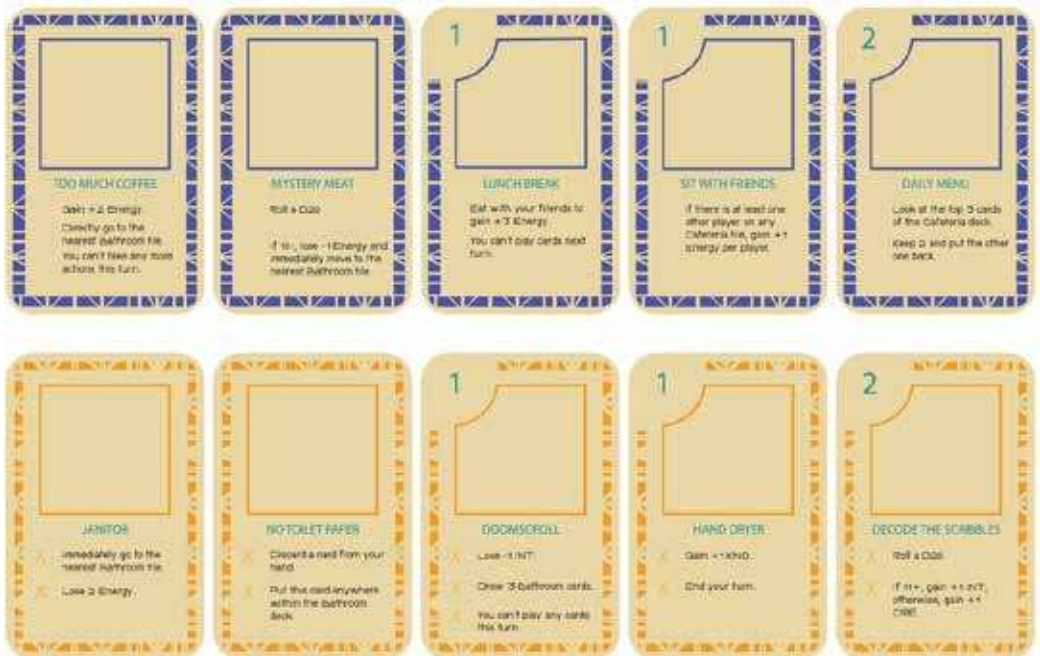 1
1
2
TOO MUCH COFFEE
Gain +2 Energy.
Directly go to the
nearest Bathroom tile.
You can't take any more
actions this turn.
MYSTERY MEAT
Roll a D20
If 10-, lose -1 Energy and
immediately move to the
nearest Bathroom tile
LUNCH BREAK
Eat with your friends to
gain +3 Energy.
You can't play cards next
turn.
SIT WITH FRIENDS
If there is at least one
other player on any
Cafeteria tile, gain +1
Energy per player.
DAILY MENU
Look at the top 3 cards
of the Cafeteria deck.
Keep 2 and put the other
one back.
1
1
2
JANITOR
Immediately go to the
nearest Bathroom tile.
Lose 2 Energy.
NO TOILET PAPER
Discard a card from your
hand.
Put this card anywhere
within the Bathroom
deck.
DOOMSCROLL
Lose -1 INT.
Draw 3 Bathroom cards.
You can't play any cards
this turn.
HAND DRYER
Gain +1 KND.
End your turn.
DECODE THE SCRIBBLES
Roll a D20.
If 11+, gain +1 INT,
otherwise, gain +1